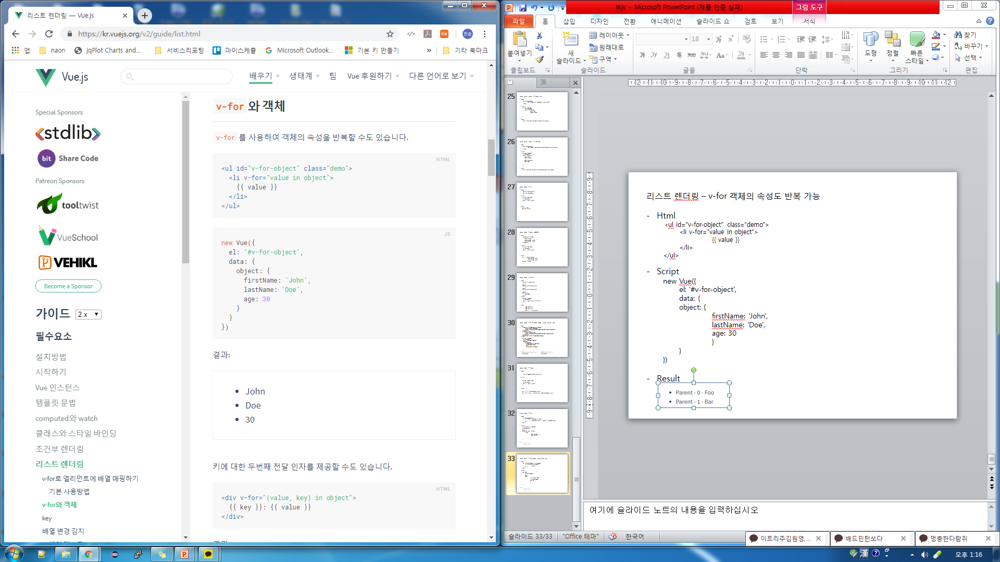 리스트 렌더링 — Vue.js
https://kr.vuejs.org/v2/guide/list.html
앱
naon
jqPlot Charts and...
서비스리포팅
마이스케쥴
Microsoft Outlook...
기본 키 만들기
»
기타 북마크
Vue.js
배우기
생태계
팀
Vue 후원하기
다른 언어로 보기
Special Sponsors
<stdlib>
bit Share Code
Patreon Sponsors
tooltwist
VueSchool
VEHIKL
Become a Sponsor
가이드 2.x
필수요소
설치방법
시작하기
Vue 인스턴스
템플릿 문법
computed와 watch
클래스와 스타일 바인딩
조건부 렌더링
리스트 렌더링
v-for로 엘리먼트에 배열 매핑하기
기본 사용방법
v-for와 객체
key
배열 변경 감지
v-for 와 객체
v-for 를 사용하여 객체의 속성을 반복할 수도 있습니다.
HTML
<ul id="v-for-object" class="demo">
<li v-for="value in object">
{{ value }}
</li>
</ul>
JS
new Vue({
el: '#v-for-object',
data: {
object: {
firstName: 'John',
lastName: 'Doe',
age: 30
}
}
})
결과:
• John
• Doe
• 30
키에 대한 두번째 전달 인자를 제공할 수도 있습니다.
HTML
<div v-for="(value, key) in object">
{{ key }}: {{ value }}
</div>
뷰js - Microsoft PowerPoint (제품 인증 실패)
그림 도구
파일
홈
삽입
디자인
전환
애니메이션
슬라이드 쇼
검토
보기
서식
붙여넣기
클립보드
새
슬라이드
레이아웃
원래대로
구역
슬라이드
18
가 가 가 S abc 가나 Aa 가
글꼴
단락
도형
정렬
빠른
스타일
그리기
찾기
바꾸기
선택
편집
25
26
27
28
29
30
31
32
33
리스트 렌더링 – v-for 객체의 속성도 반복 가능
- Html
<ul id="v-for-object" class="demo">
<li v-for="value in object">
{{ value }}
</li>
</ul>
- Script
new Vue({
el: '#v-for-object',
data: {
object: {
firstName: 'John',
lastName: 'Doe',
age: 30
}
}
})
- Result
• Parent - 0 - Foo
• Parent - 1 - Bar
여기에 슬라이드 노트의 내용을 입력하십시오
슬라이드 33/33
"Office 테마"
한국어
이트리주김원영,...
배드민턴쏘다
멍충한다람쥐
漢
오후 1:16